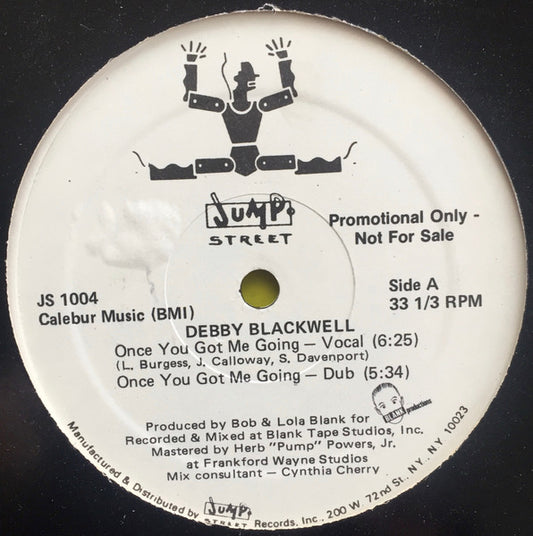 JUMP
STREET
Promotional Only -
Not For Sale
JS 1004
Calebur Music (BMI)
Side A
33 1/3 RPM
DEBBY BLACKWELL
Once You Got Me Going — Vocal (6:25)
(L. Burgess, J. Calloway, S. Davenport)
Once You Got Me Going — Dub (5:34)
BLANK productions
Produced by Bob & Lola Blank for
Recorded & Mixed at Blank Tape Studios, Inc.
Mastered by Herb "Pump" Powers, Jr.
at Frankford Wayne Studios
Mix consultant — Cynthia Cherry
Manufactured & Distributed by JUMP STREET Records, Inc., 200 W. 72nd St., NY, NY 10023